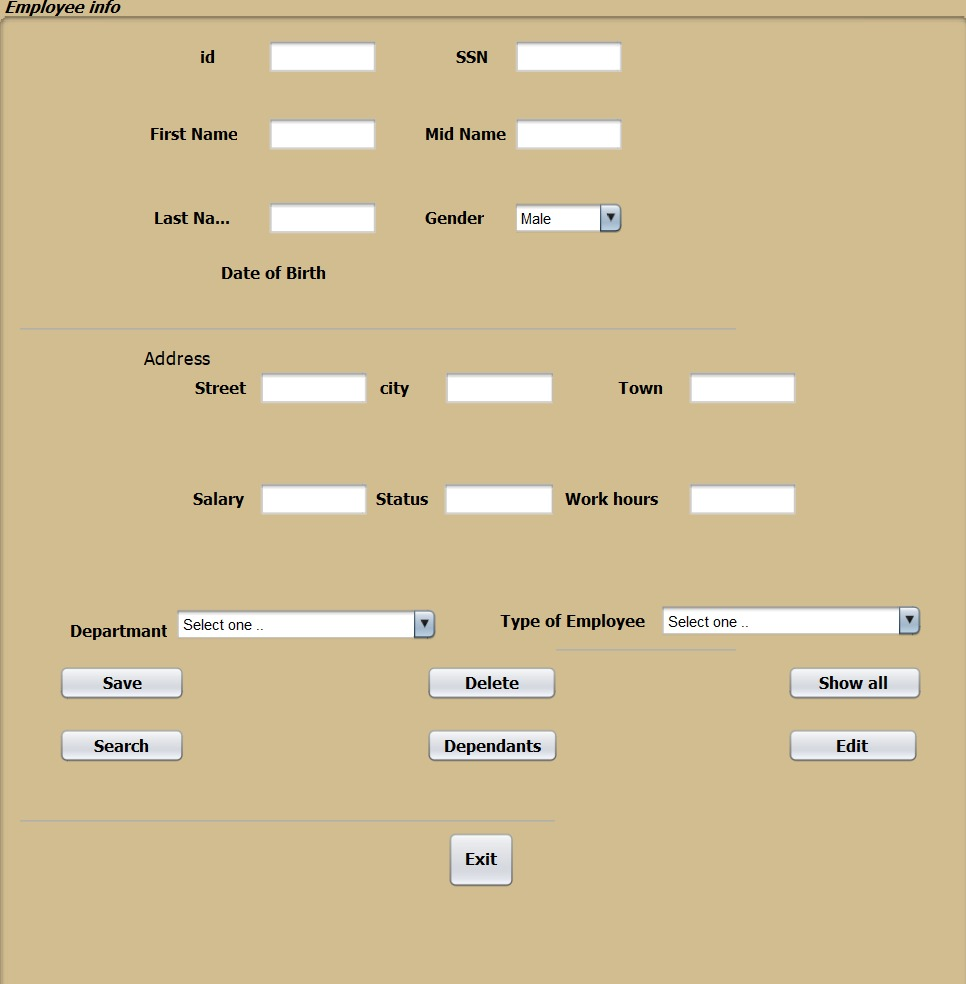 Employee info
id SSN
First Name Mid Name
Last Na... Gender Male
Date of Birth
Address
Street city Town
Salary Status Work hours
Departmant Select one .. Type of Employee Select one ..
Save Delete Show all
Search Dependants Edit
Exit